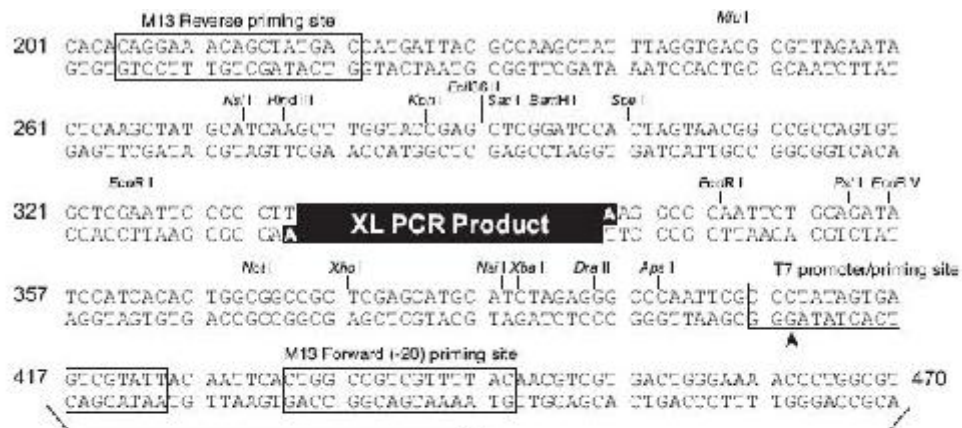 M13 Reverse priming site
Mlu I
201 CACACAGGAA ACAGCTATGA CCATGATTAC GCCAAGCTAT TTAGGTGACG CGTTAGAATA
GTGTGTCCTT TGTCGATACT GGTACTAATG CGGTTCGATA AATCCACTGC GCAATCTTAT
Nsi I Hind III Kpn I Sac I BamH I Spe I
261 CTCAAGCTAT GCATCAAGCT TGGTACCGAG CTCGGATCCA CTAGTAACGG CCGCCAGTGT
GAGTTCGATA CGTAGTTCGA ACCATGGCTC GAGCCTAGGT GATCATTGCC GGCGGTCACA
EcoR I EcoR I Pst I EcoR V
321 GCTGGAATTC GCC CTT XL PCR Product A AG GGC GAATTCT GCAGATA
CGACCTTAAG CGG GA A TTC CCG CTTAAGA CGTCTAT
Not I Xho I Nsi I Xba I Dra II Apa I T7 promoter/priming site
357 TCCATCACAC TGGCGGCCGC TCGAGCATGC ATCTAGAGGG CCCAATTCGC CCTATAGTGA
AGGTAGTGTG ACCGCCGGCG AGCTCGTACG TAGATCTCCC GGGTTAAGCG GGATATCACT
M13 Forward (-20) priming site
417 GTCGTATTAC AATTCACTGG CCGTCGTTTT ACAACGTCGT GACTGGGAAA ACCCTGGCGT 470
CAGCATAATG TTAAGTGACC GGCAGCAAAA TGTTGCAGCA CTGACCCTTT TGGGACCGCA